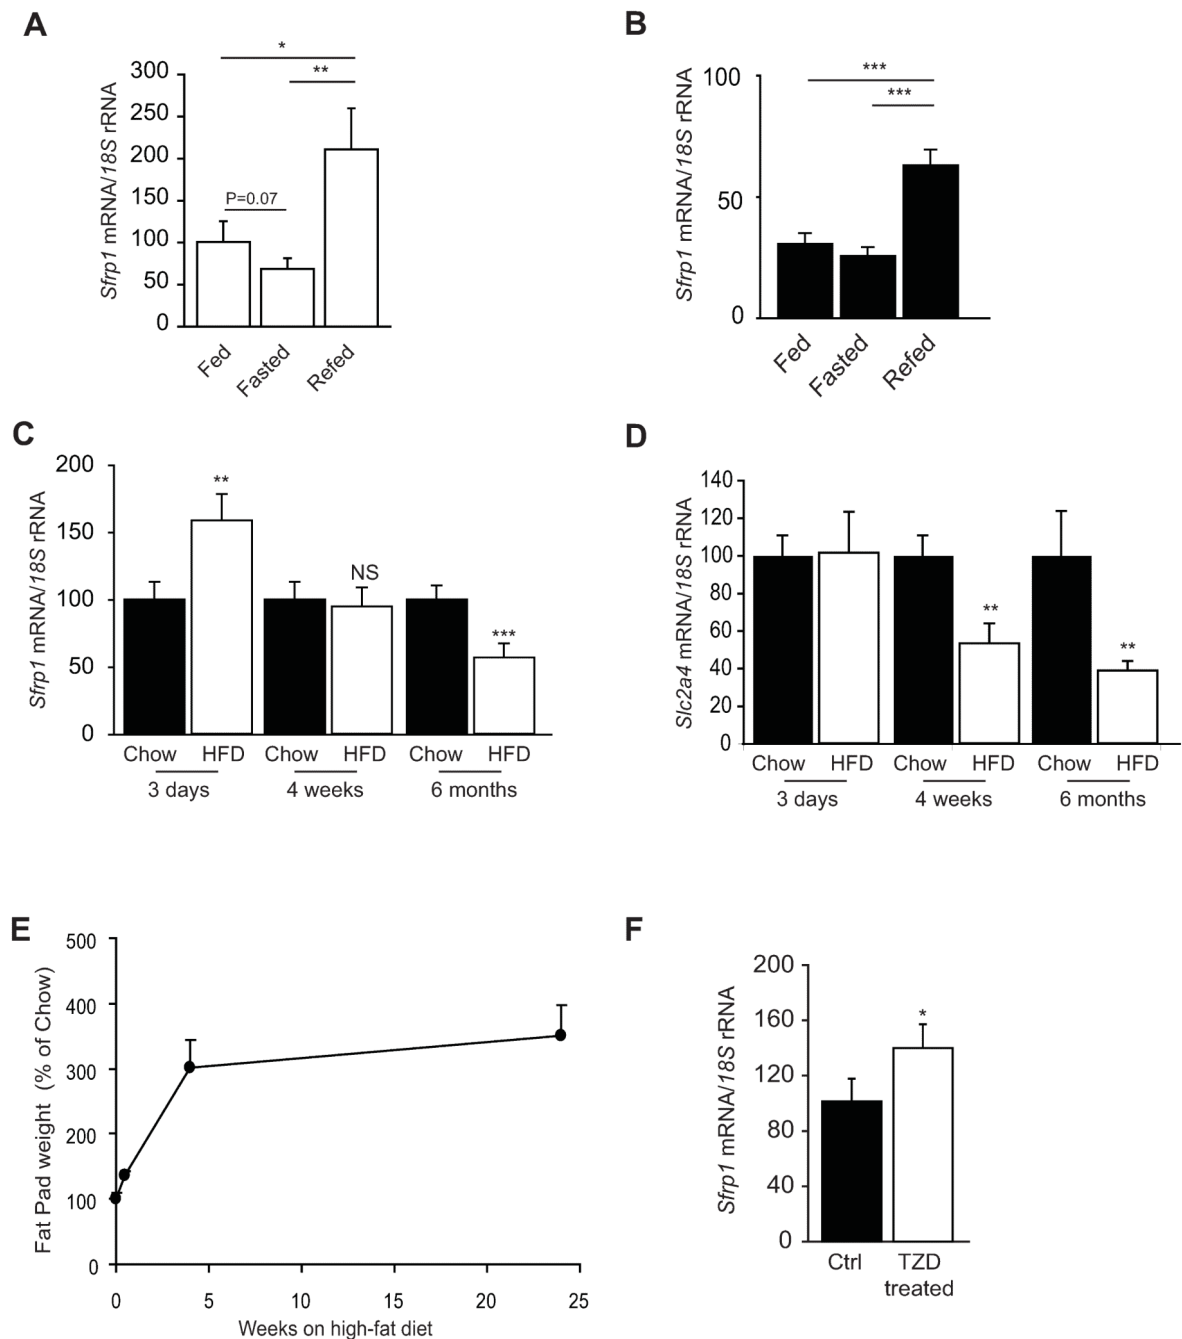 A
Sfrp1 mRNA/18S rRNA
300
250
200
150
100
50
0
*
**
P=0.07
Fed
Fasted
Refed
B
Sfrp1 mRNA/18S rRNA
100
50
0
***
***
Fed
Fasted
Refed
C
Sfrp1 mRNA/18S rRNA
200
150
100
50
0
**
NS
***
Chow HFD Chow HFD Chow HFD
3 days 4 weeks 6 months
D
Slc2a4 mRNA/18S rRNA
140
120
100
80
60
40
20
0
**
**
Chow HFD Chow HFD Chow HFD
3 days 4 weeks 6 months
E
Fat Pad weight (% of Chow)
500
400
300
200
100
0
0 5 10 15 20 25
Weeks on high-fat diet
F
Sfrp1 mRNA/18S rRNA
200
160
120
80
40
0
*
Ctrl TZD
treated